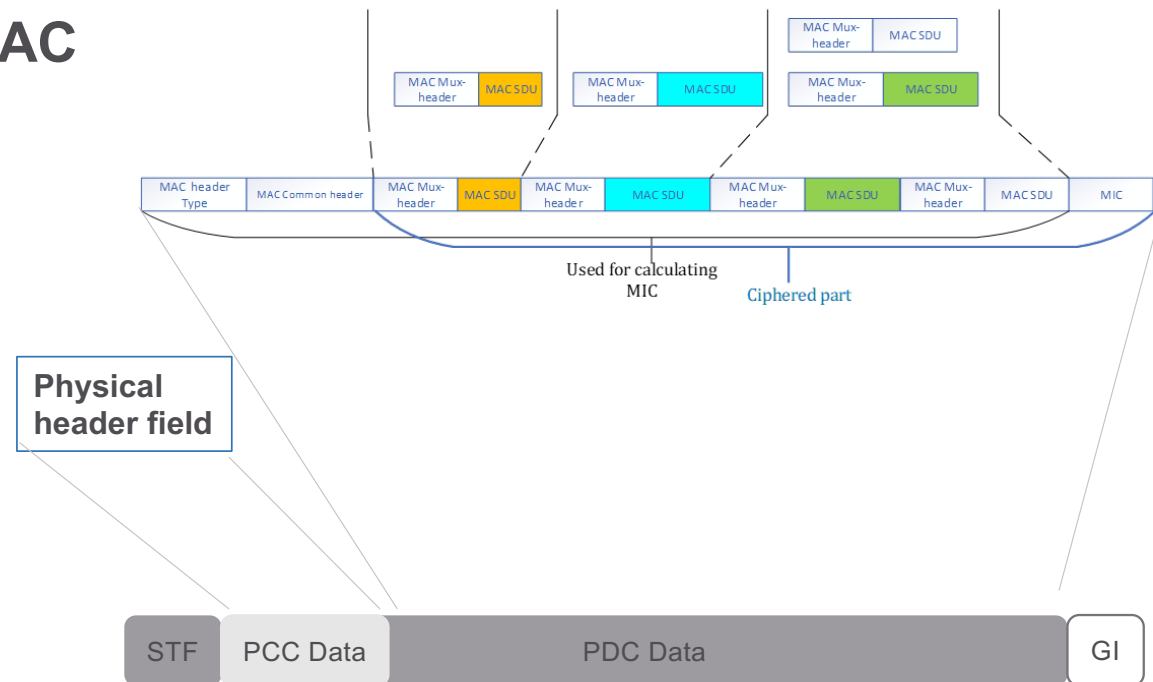 AC
MAC Mux-
header
MAC SDU
MAC Mux-
header
MAC SDU
MAC Mux-
header
MAC SDU
MAC Mux-
header
MAC SDU
MAC header
Type
MAC Common header
MAC Mux-
header
MAC SDU
MAC Mux-
header
MAC SDU
MAC Mux-
header
MAC SDU
MAC Mux-
header
MAC SDU
MIC
Used for calculating
MIC
Ciphered part
Physical
header field
STF
PCC Data
PDC Data
GI